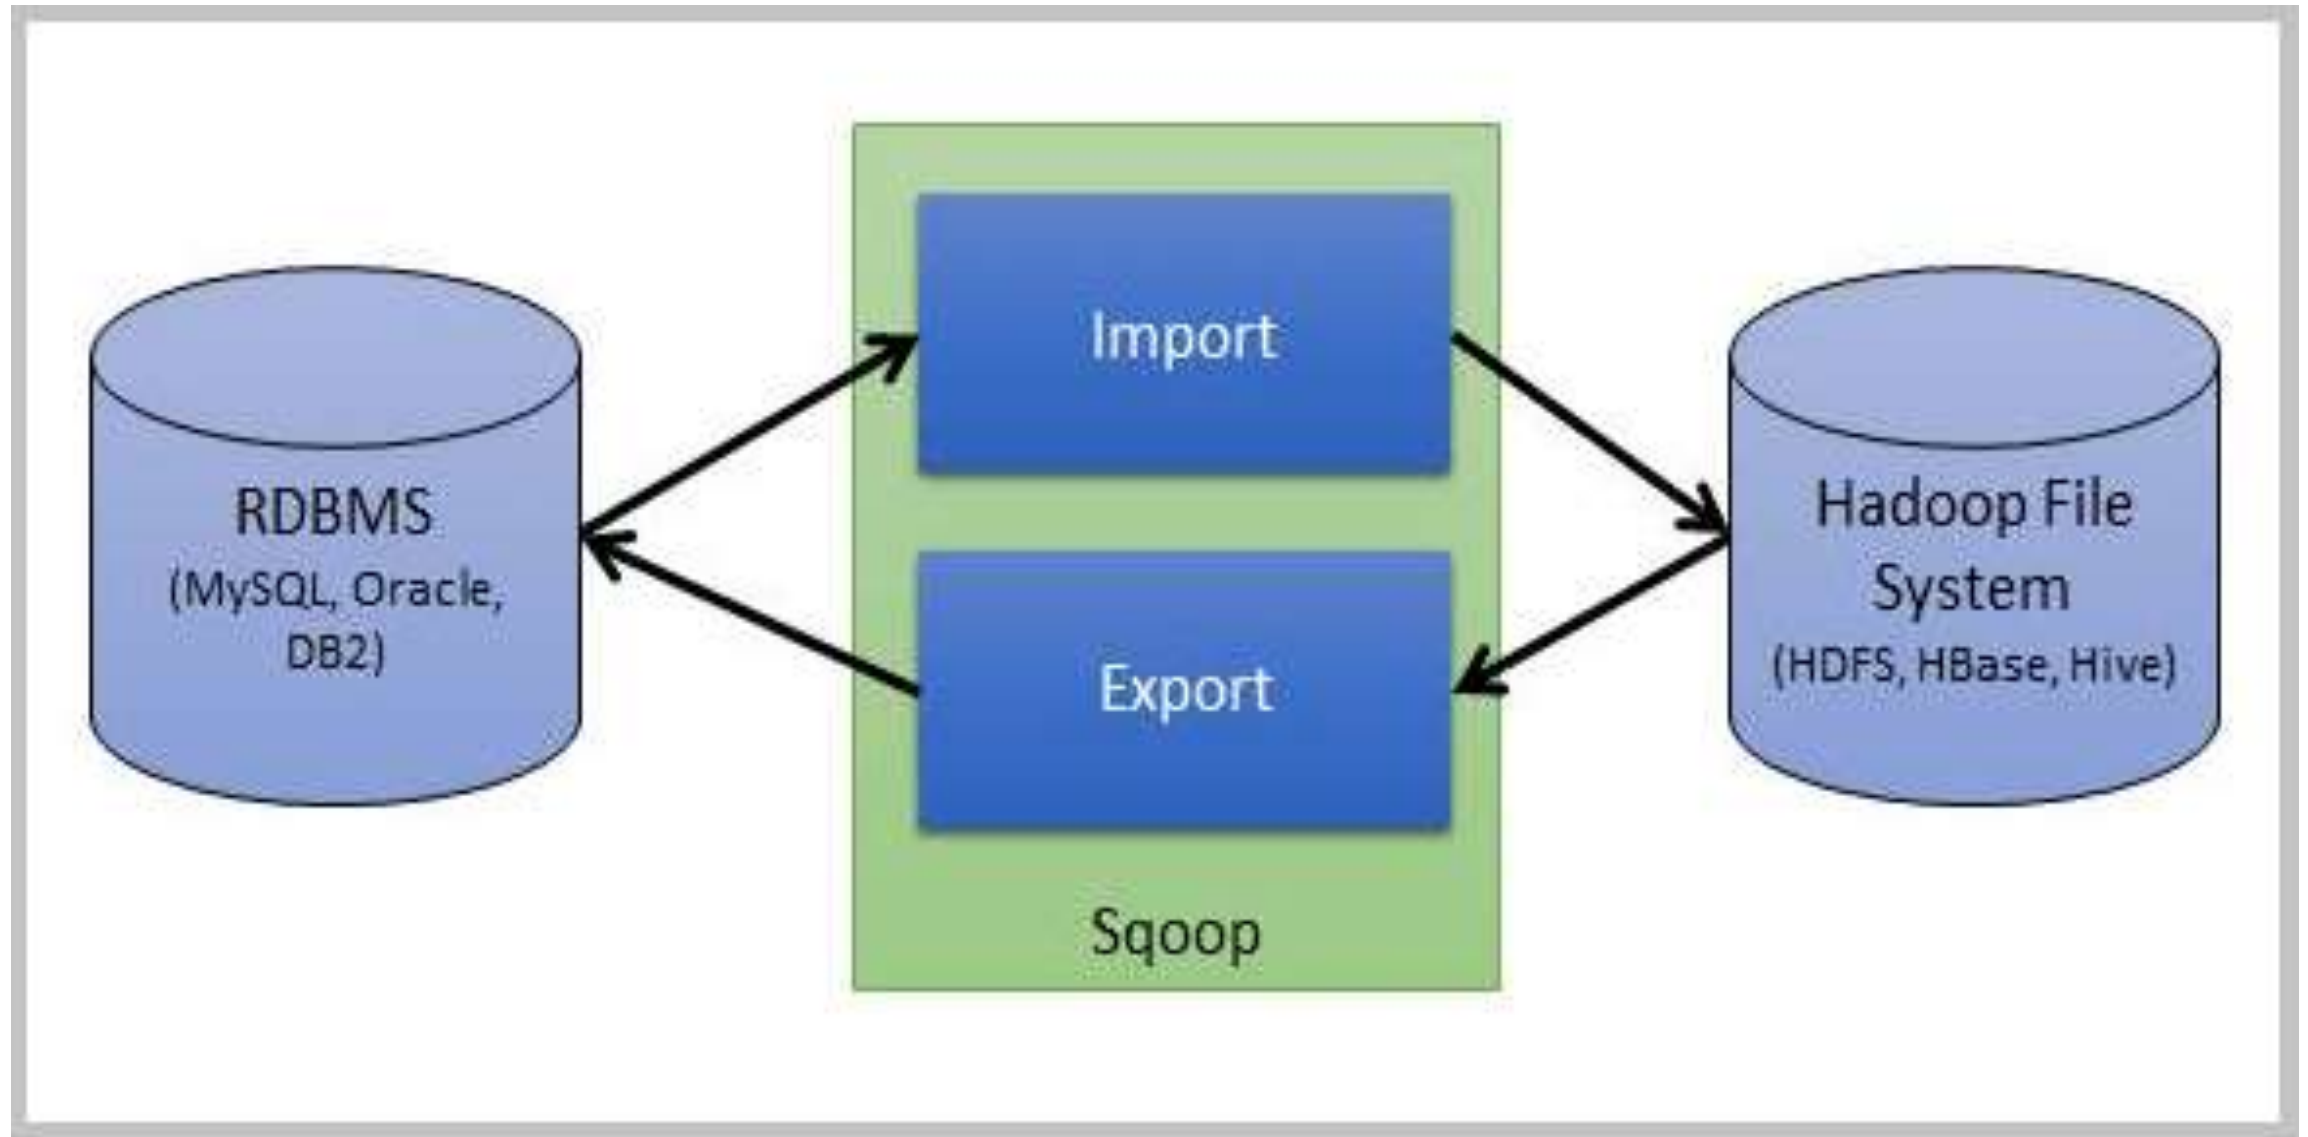 RDBMS
(MySQL, Oracle,
DB2)
Import
Export
Sqoop
Hadoop File
System
(HDFS, HBase, Hive)